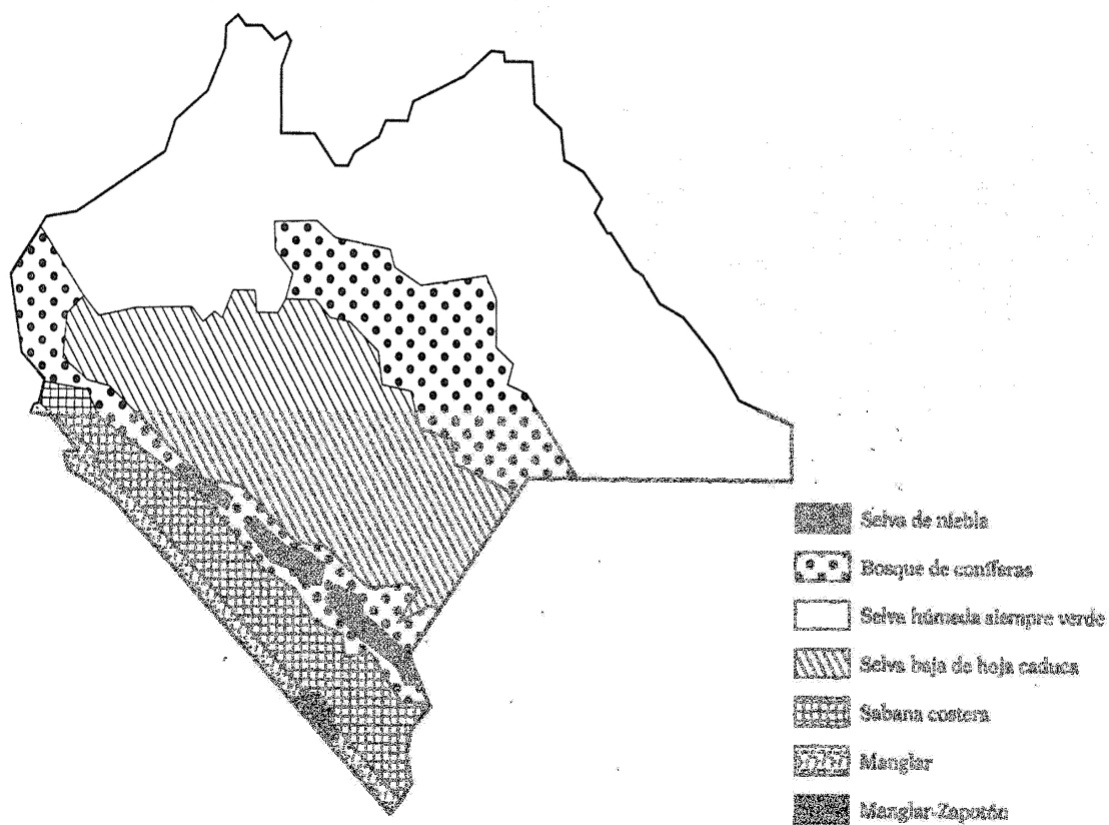 Selva de niebla
Bosque de coníferas
Selva húmeda siempre verde
Selva baja de hoja caduca
Sabana costera
Manglar
Manglar-Zapotón